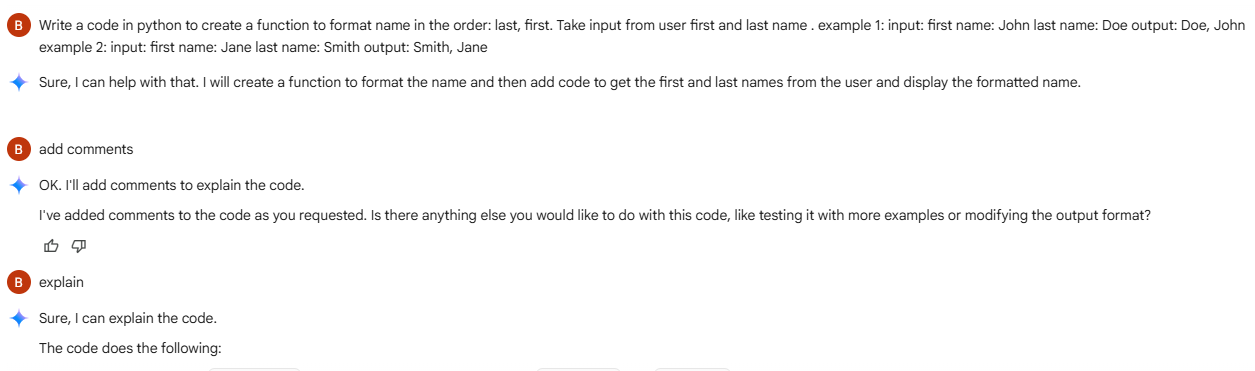 B Write a code in python to create a function to format name in the order: last, first. Take input from user first and last name . example 1: input: first name: John last name: Doe output: Doe, John
example 2: input: first name: Jane last name: Smith output: Smith, Jane
Sure, I can help with that. I will create a function to format the name and then add code to get the first and last names from the user and display the formatted name.
B add comments
OK. I'll add comments to explain the code.
I've added comments to the code as you requested. Is there anything else you would like to do with this code, like testing it with more examples or modifying the output format?
B explain
Sure, I can explain the code.
The code does the following: